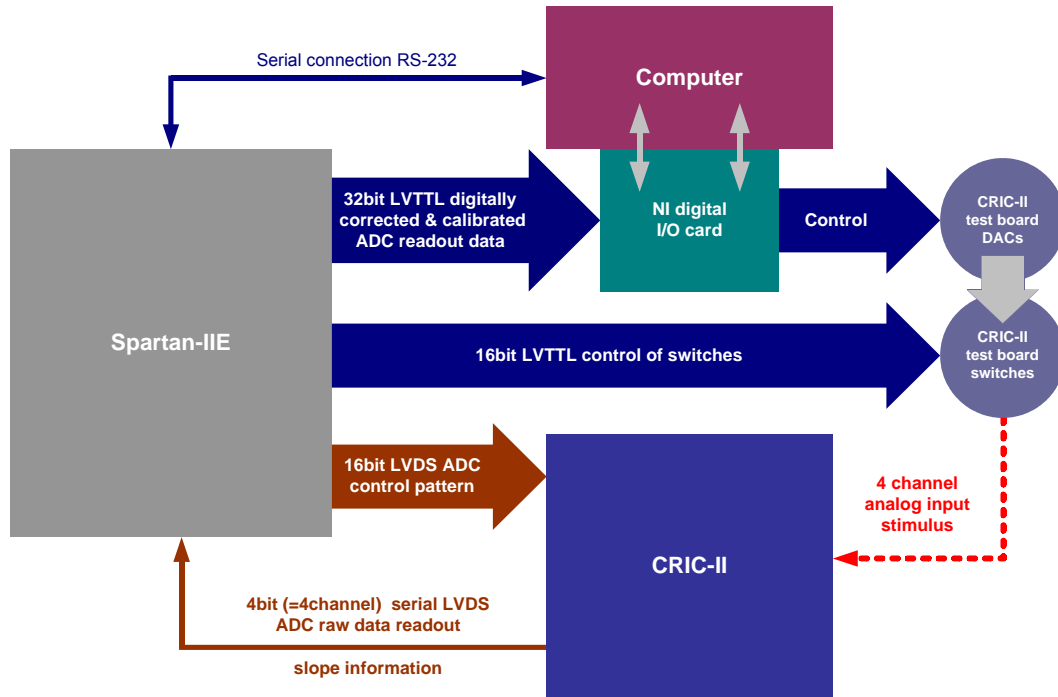 Serial connection RS-232
Computer
32bit LVTTL digitally
corrected & calibrated
ADC readout data
NI digital
I/O card
Control
CRIC-II
test board
DACs
Spartan-IIE
16bit LVTTL control of switches
CRIC-II
test board
switches
16bit LVDS ADC
control pattern
4 channel
analog input
stimulus
CRIC-II
4bit (=4channel) serial LVDS
ADC raw data readout
slope information